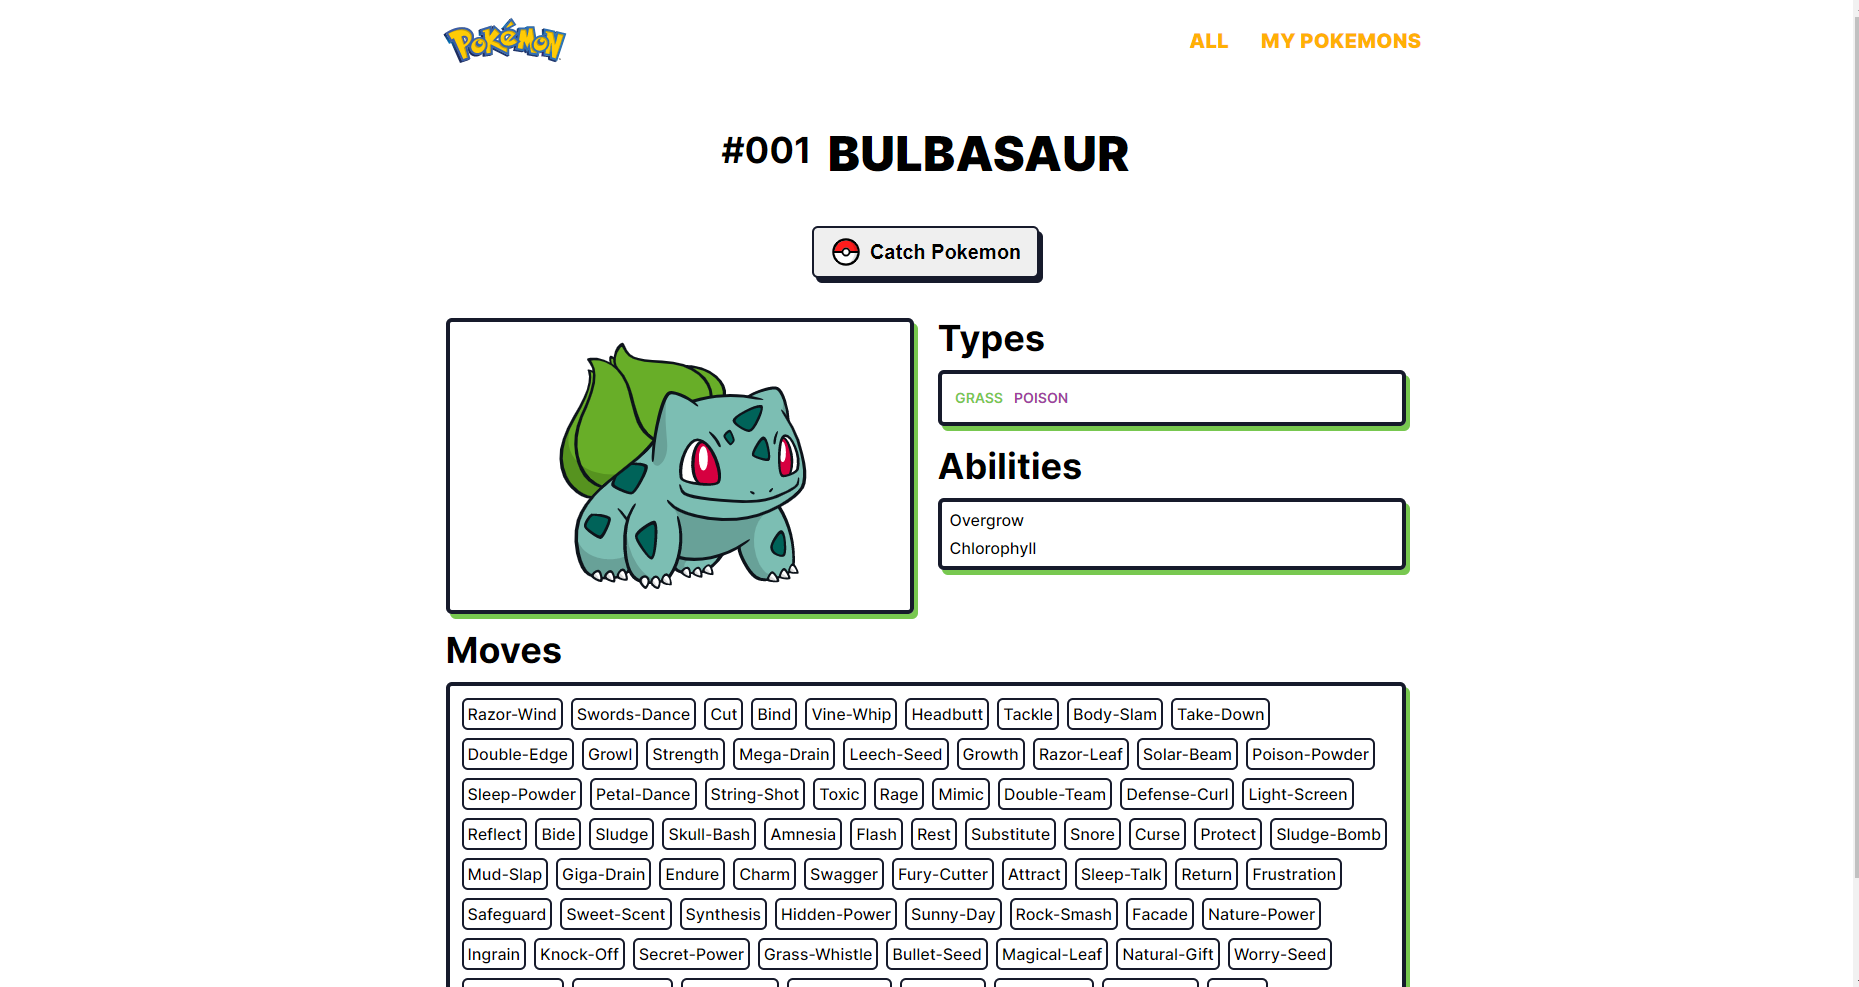 Pokémon
ALL MY POKEMONS
#001 BULBASAUR
Catch Pokemon
Types
GRASS POISON
Abilities
Overgrow
Chlorophyll
Moves
Razor-Wind Swords-Dance Cut Bind Vine-Whip Headbutt Tackle Body-Slam Take-Down
Double-Edge Growl Strength Mega-Drain Leech-Seed Growth Razor-Leaf Solar-Beam Poison-Powder
Sleep-Powder Petal-Dance String-Shot Toxic Rage Mimic Double-Team Defense-Curl Light-Screen
Reflect Bide Sludge Skull-Bash Amnesia Flash Rest Substitute Snore Curse Protect Sludge-Bomb
Mud-Slap Giga-Drain Endure Charm Swagger Fury-Cutter Attract Sleep-Talk Return Frustration
Safeguard Sweet-Scent Synthesis Hidden-Power Sunny-Day Rock-Smash Facade Nature-Power
Ingrain Knock-Off Secret-Power Grass-Whistle Bullet-Seed Magical-Leaf Natural-Gift Worry-Seed